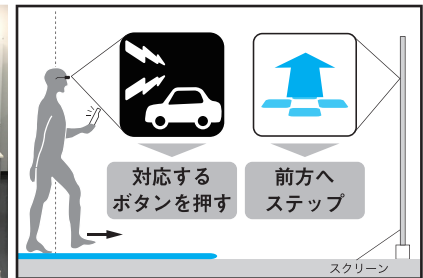 対応する
ボタンを押す
前方へ
ステップ
スクリーン